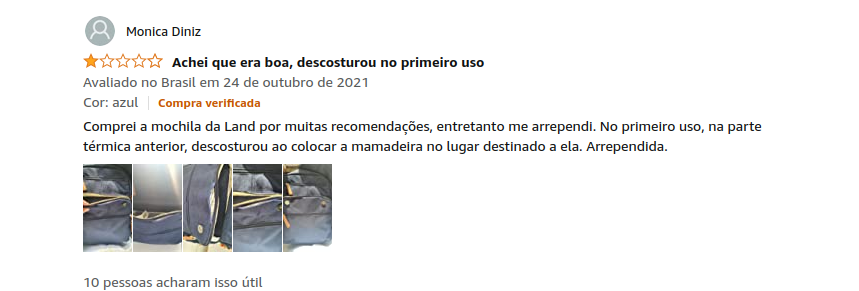 Monica Diniz
Achei que era boa, descosturou no primeiro uso
Avaliado no Brasil em 24 de outubro de 2021
Cor: azul Compra verificada
Comprei a mochila da Land por muitas recomendações, entretanto me arrependi. No primeiro uso, na parte
térmica anterior, descosturou ao colocar a mamadeira no lugar destinado a ela. Arrependida.
10 pessoas acharam isso útil